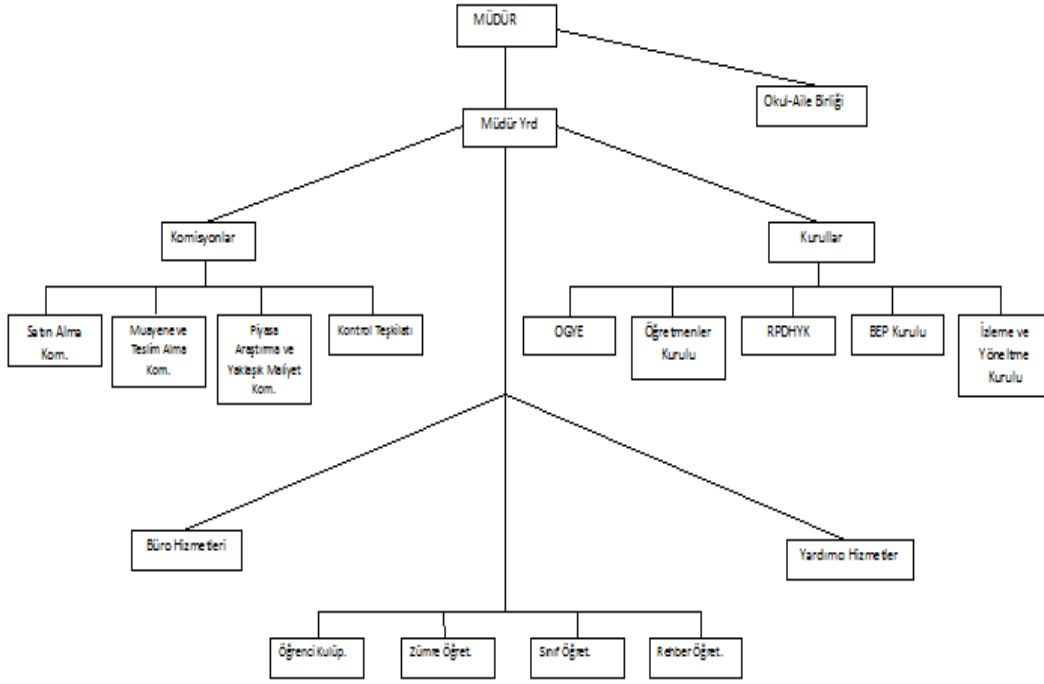 MÜDÜR
Okul-Aile Birliği
Müdür Yrd
Komisyonlar
Kurullar
Satın Alma
Kom.
Muayene ve
Teslim Alma
Kom.
Piyasa
Araştırma ve
Yaklaşık Maliyet
Kom.
Kontrol Teşkilatı
OGYE
Öğretmenler
Kurulu
RPDHYK
BEP Kurulu
İzleme ve
Yöneltme
Kurulu
Büro Hizmetleri
Yardımcı Hizmetler
Öğrenci Kulüp.
Zümre Öğret.
Sınıf Öğret.
Rehber Öğret.